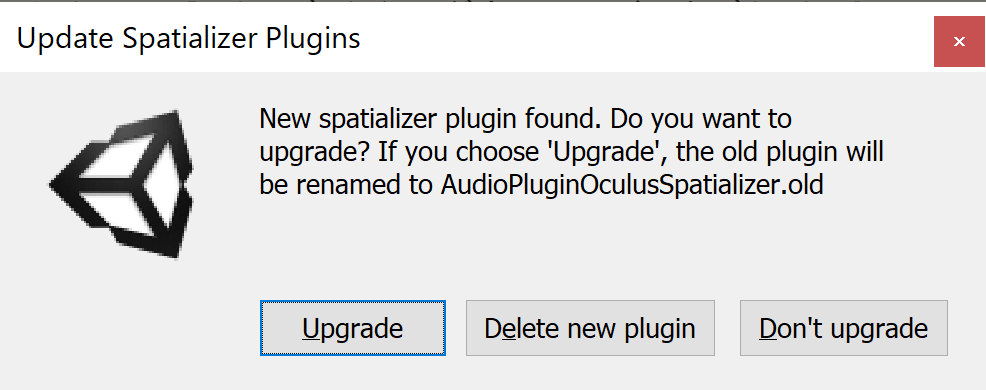 Update Spatializer Plugins
New spatializer plugin found. Do you want to
upgrade? If you choose 'Upgrade', the old plugin will
be renamed to AudioPluginOculusSpatializer.old
Upgrade
Delete new plugin
Don't upgrade